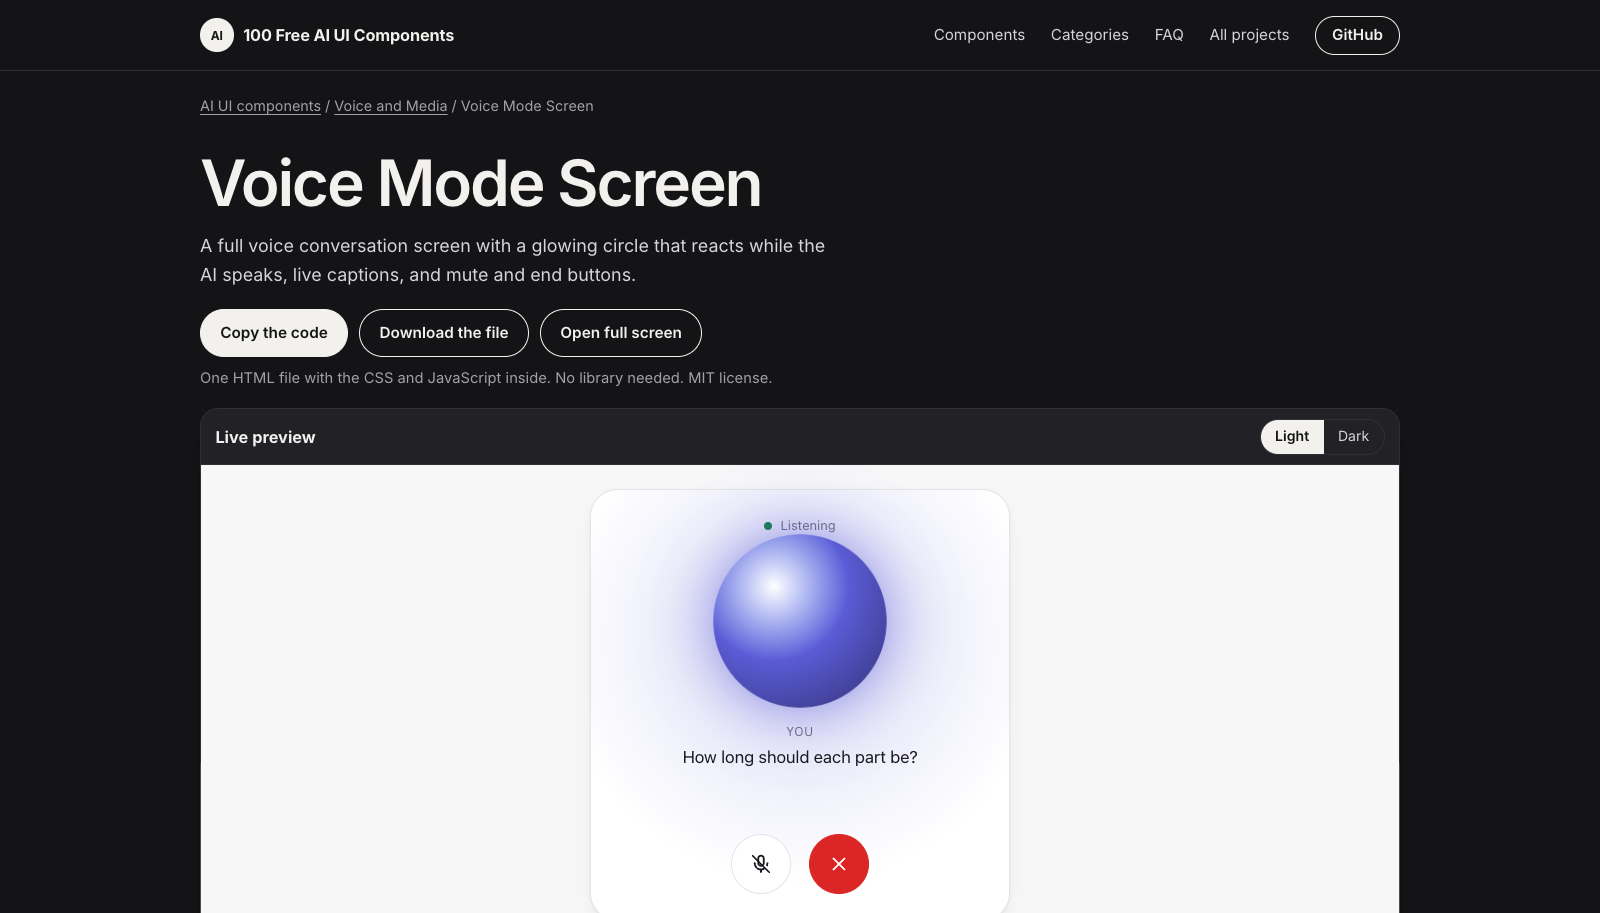 AI 100 Free AI UI Components
Components Categories FAQ All projects GitHub
AI UI components / Voice and Media / Voice Mode Screen
Voice Mode Screen
A full voice conversation screen with a glowing circle that reacts while the
AI speaks, live captions, and mute and end buttons.
Copy the code Download the file Open full screen
One HTML file with the CSS and JavaScript inside. No library needed. MIT license.
Live preview Light Dark
Listening
YOU
How long should each part be?